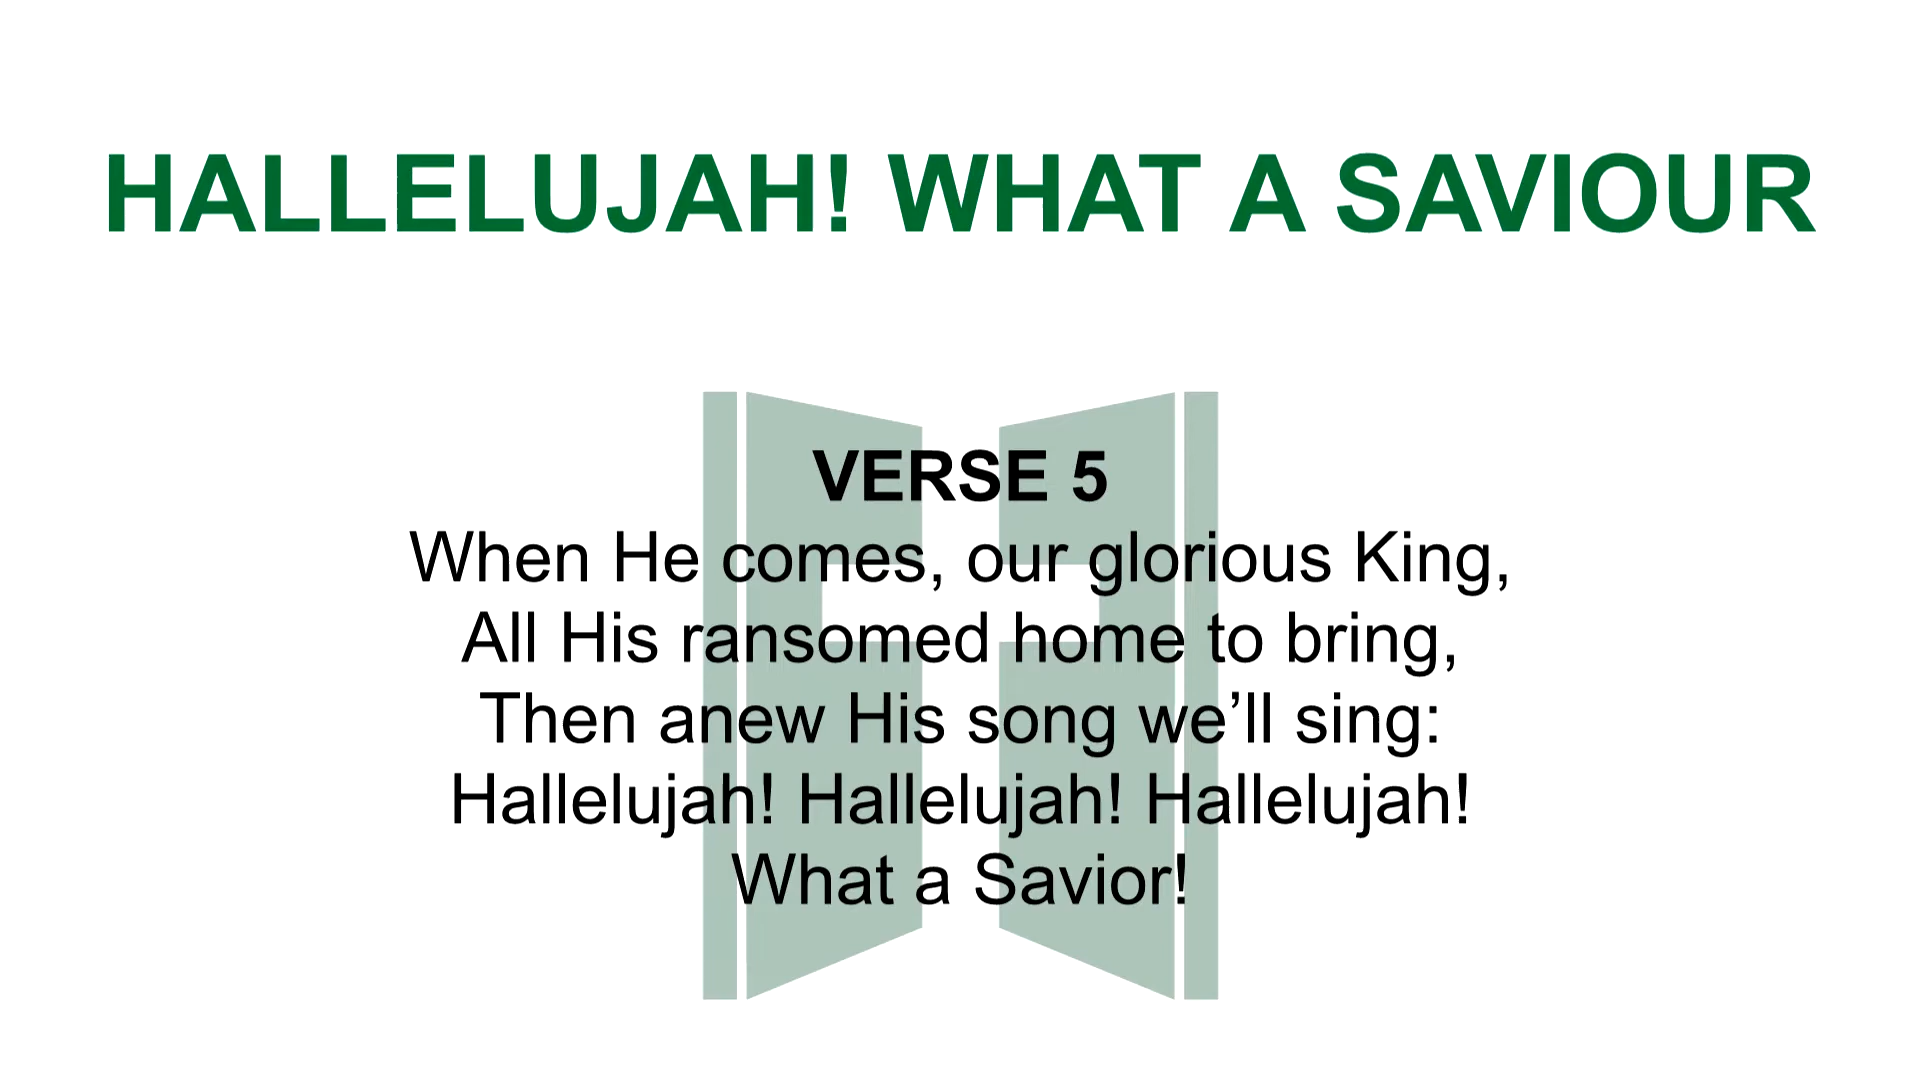 HALLELUJAH! WHAT A SAVIOUR
VERSE 5
When He comes, our glorious King,
All His ransomed home to bring,
Then anew His song we’ll sing:
Hallelujah! Hallelujah! Hallelujah!
What a Savior!